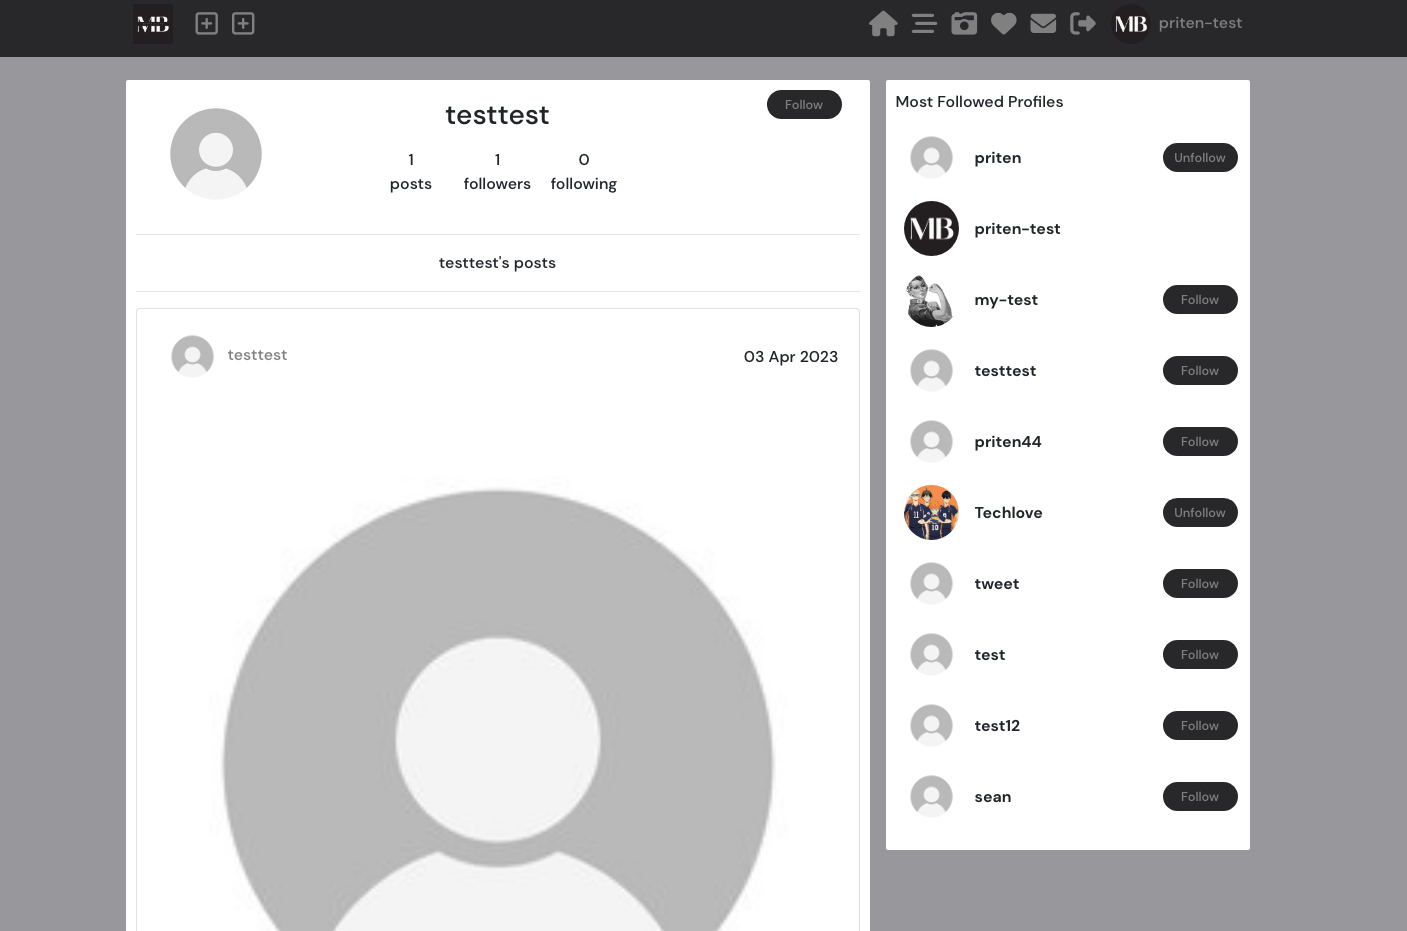 MB
MB priten-test
testtest
Follow
1 1 0
posts followers following
testtest's posts
testtest 03 Apr 2023
Most Followed Profiles
priten Unfollow
MB priten-test
my-test Follow
testtest Follow
priten44 Follow
11 10 Techlove Unfollow
tweet Follow
test Follow
test12 Follow
sean Follow